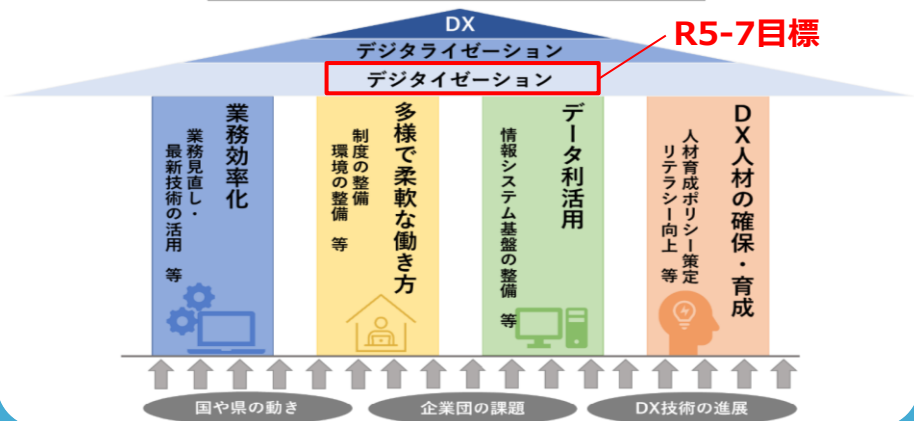 DX
デジタライゼーション
デジタイゼーション
R5-7目標
業務効率化
業務見直し・
最新技術の活用　等
多様で柔軟な働き方
制度の整備
環境の整備　等
データ利活用
情報システム基盤の整備　等
DX人材の確保・育成
人材育成ポリシー策定
リテラシー向上　等
国や県の動き
企業団の課題
DX技術の進展